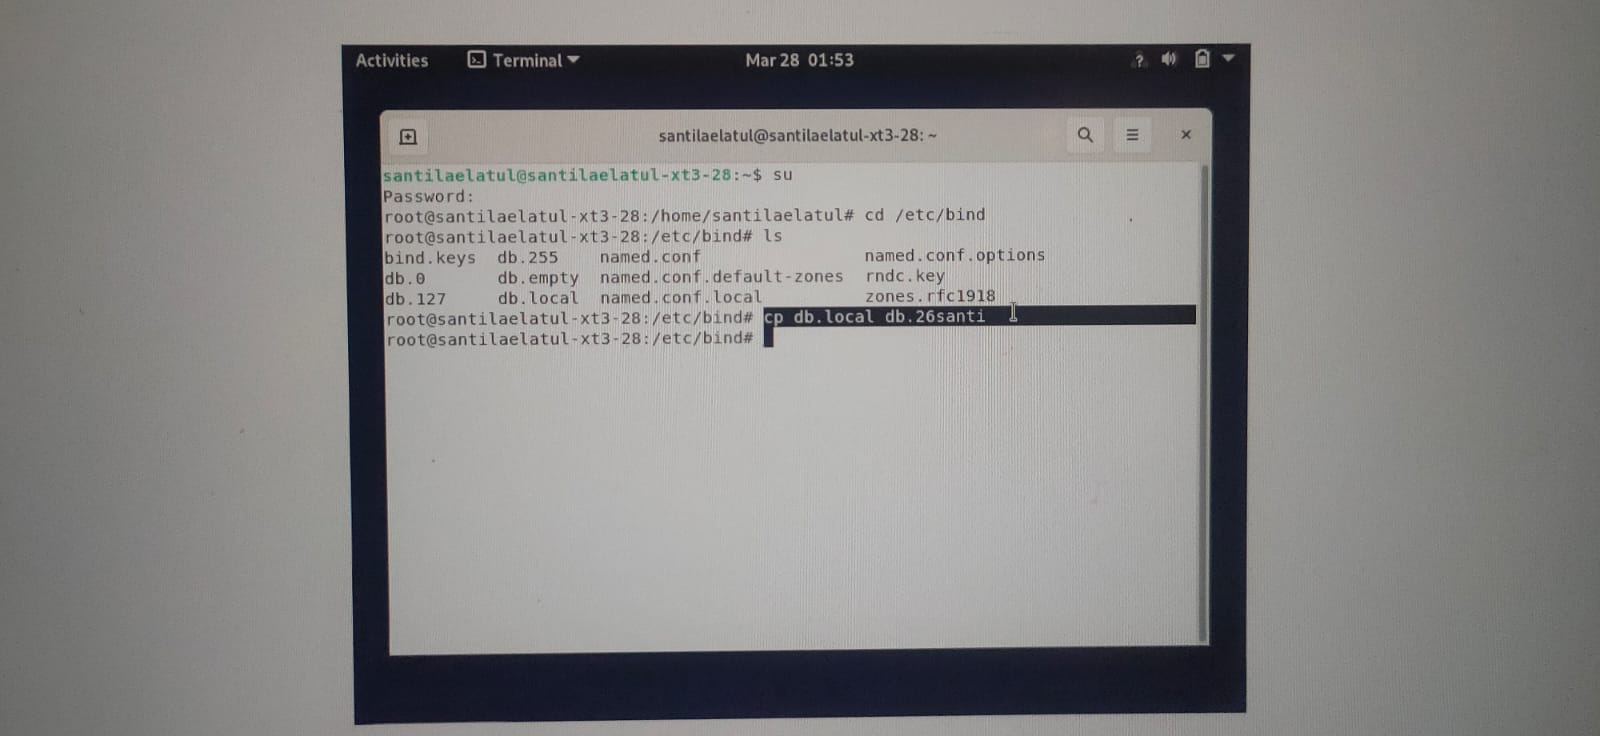 Activities Terminal Mar 28 01:53 ?
santilaelatul@santilaelatul-xt3-28: ~
santilaelatul@santilaelatul-xt3-28:~$ su
Password:
root@santilaelatul-xt3-28:/home/santilaelatul# cd /etc/bind
root@santilaelatul-xt3-28:/etc/bind# ls
bind.keys db.255 named.conf named.conf.options
db.0 db.empty named.conf.default-zones rndc.key
db.127 db.local named.conf.local zones.rfc1918
root@santilaelatul-xt3-28:/etc/bind# cp db.local db.26santi
root@santilaelatul-xt3-28:/etc/bind#